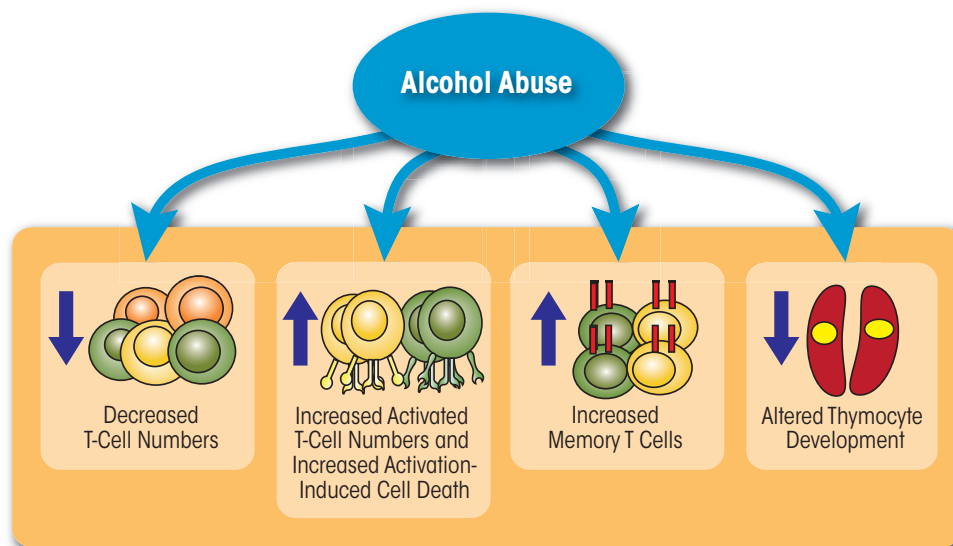 Alcohol Abuse
Decreased
T-Cell Numbers
Increased Activated
T-Cell Numbers and
Increased Activation-
Induced Cell Death
Increased
Memory T Cells
Altered Thymocyte
Development